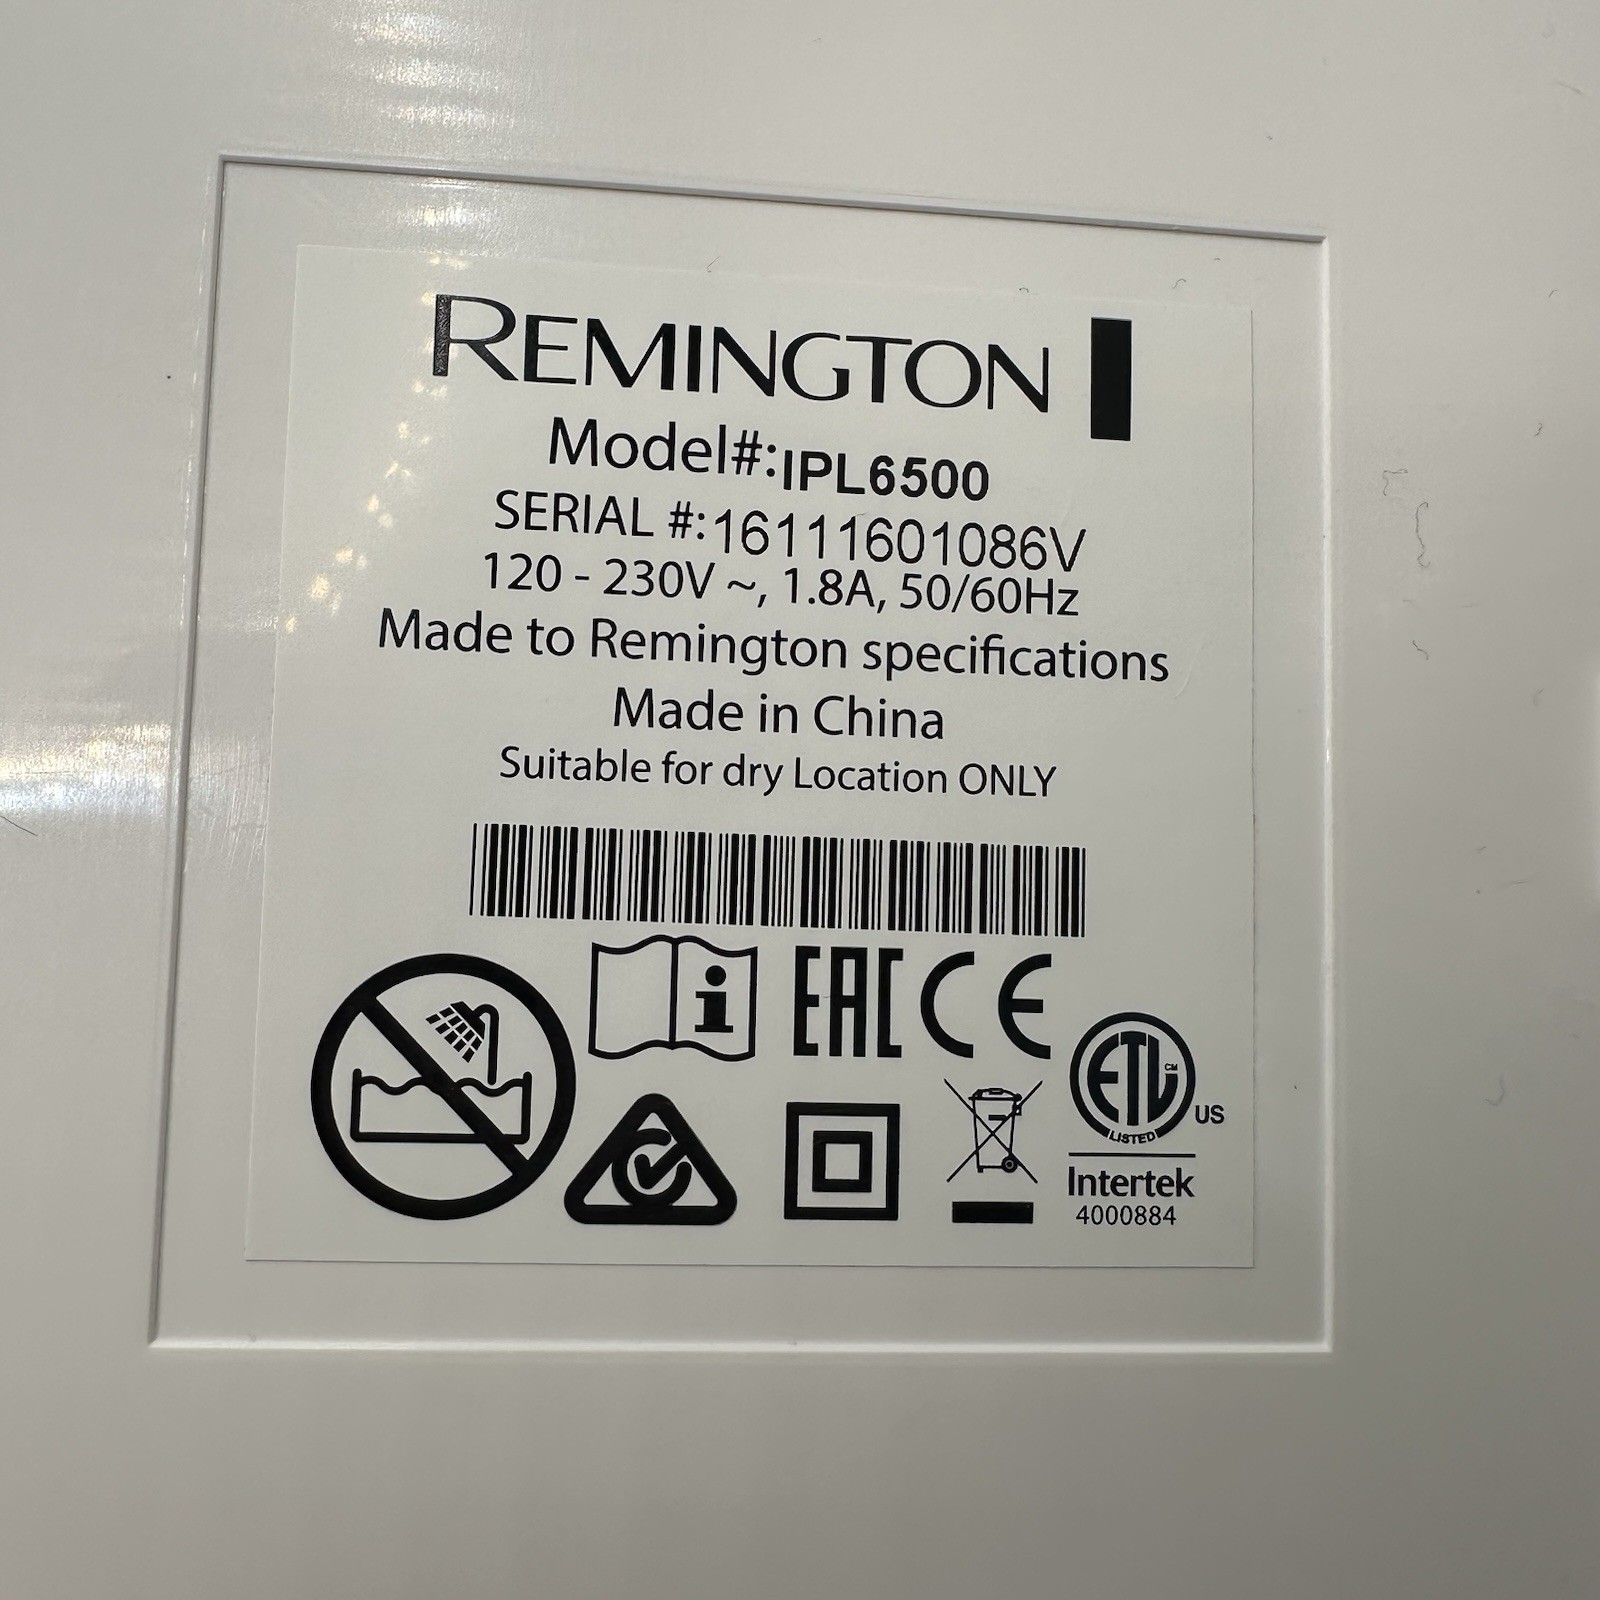 REMINGTON
Model#:IPL6500
SERIAL #:16111601086V
120 - 230V ~, 1.8A, 50/60Hz
Made to Remington specifications
Made in China
Suitable for dry Location ONLY
i
EAC CE
ETL CM
LISTED
US
Intertek
4000884